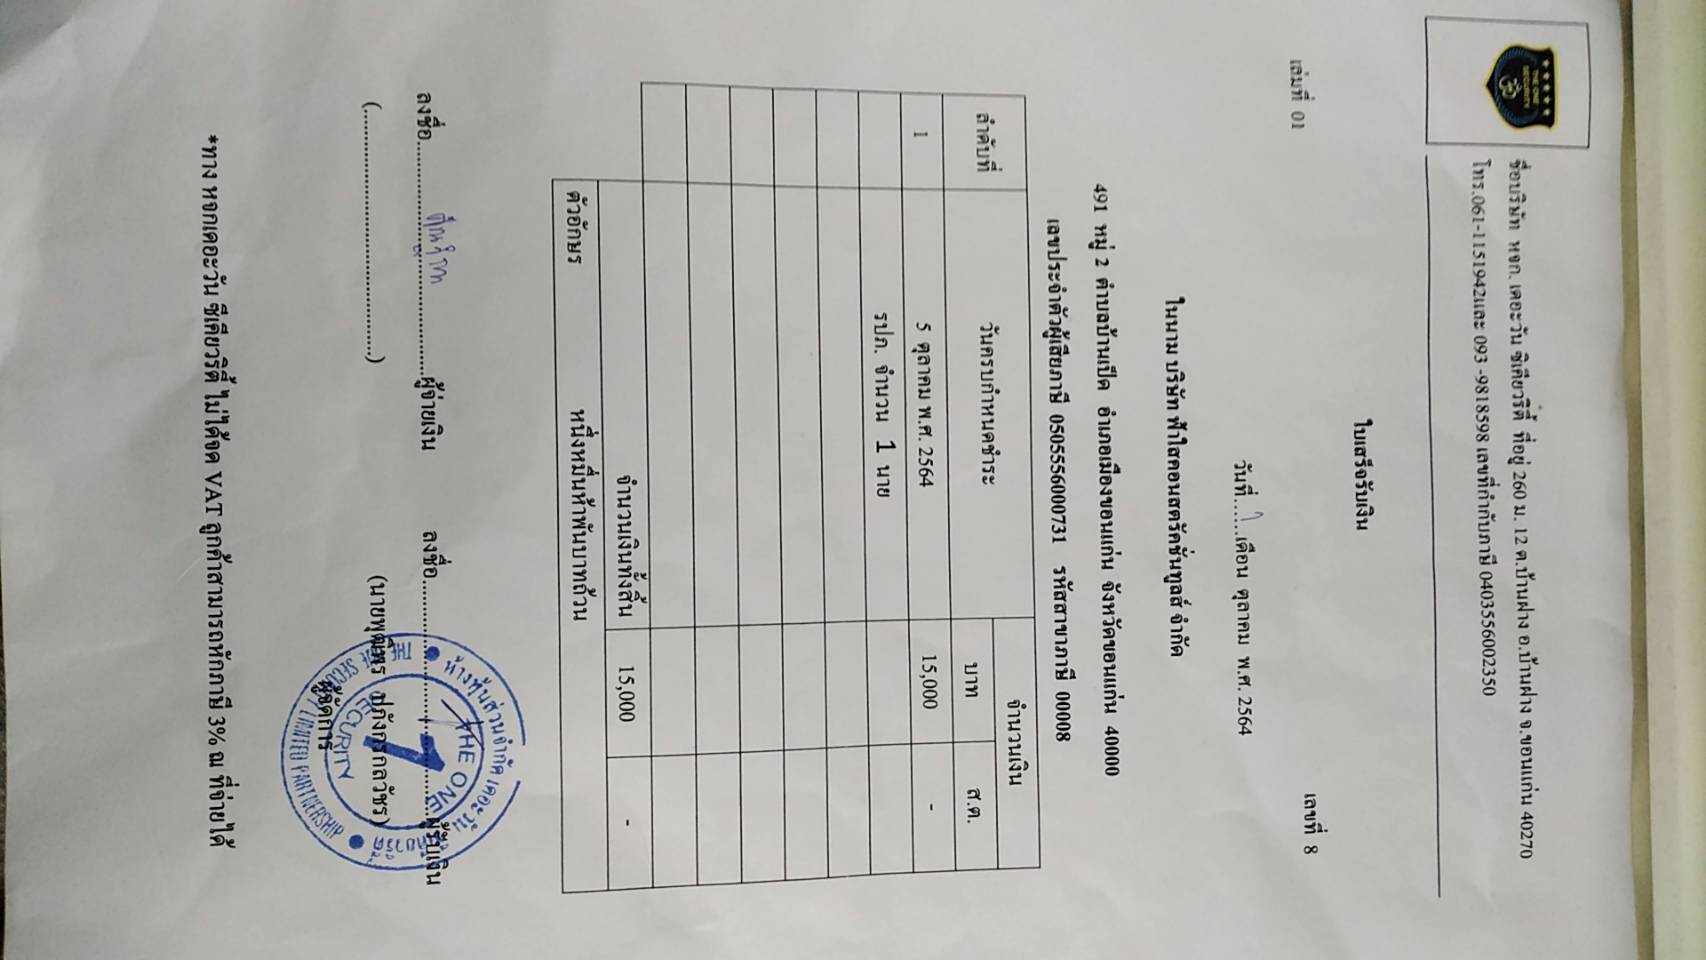 THE ONE
SECURITY
ชื่อบริษัท หจก. เดอะวัน ซีเคียวริตี้ ที่อยู่ 260 ม. 12 ต.บ้านฝาง อ.บ้านฝาง จ.ขอนแก่น 40270
โทร.061-1151942และ 093 -9818598 เลขที่กำกับภาษี 0403556002350
เล่มที่ 01
เลขที่ 8
ใบเสร็จรับเงิน
วันที่.........เดือน ตุลาคม พ.ศ. 2564
ในนาม บริษัท ฟ้าใสคอนสตรัคชั่นทูลส์ จำกัด
491 หมู่ 2 ตำบลบ้านเป็ด อำเภอเมืองขอนแก่น จังหวัดขอนแก่น 40000
เลขประจำตัวผู้เสียภาษี 0505556000731 รหัสสาขาภาษี 00008
ลำดับที่ วันครบกำหนดชำระ จำนวนเงิน
บาท ส.ต.
1 5 ตุลาคม พ.ศ. 2564 15,000 -
รปภ. จำนวน 1 นาย
จำนวนเงินทั้งสิ้น 15,000 -
ตัวอักษร หนึ่งหมื่นห้าพันบาทถ้วน
ลงชื่อ........................................ผู้จ่ายเงิน ลงชื่อ........................................ผู้รับเงิน
(........................................) (นายพุฒิพร ปภังกรกลวัชร)
ผู้จัดการ
ห้างหุ้นส่วนจำกัด เดอะวัน ซีเคียวริตี้
THE ONE SECURITY LIMITED PARTNERSHIP
THE ONE
1
SECURITY
*ทาง หจกเดอะวัน ซีเคียวริตี้ ไม่ได้จด VAT ลูกค้าสามารถหักภาษี 3% ณ ที่จ่ายได้